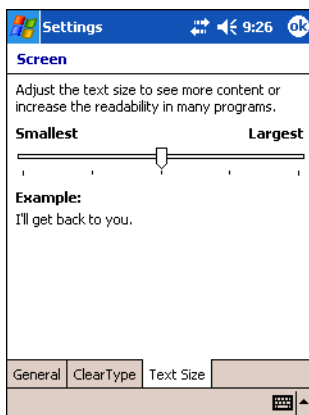 Settings 9:26 ok
Screen
Adjust the text size to see more content or
increase the readability in many programs.
Smallest Largest
Example:
I'll get back to you.
General ClearType Text Size